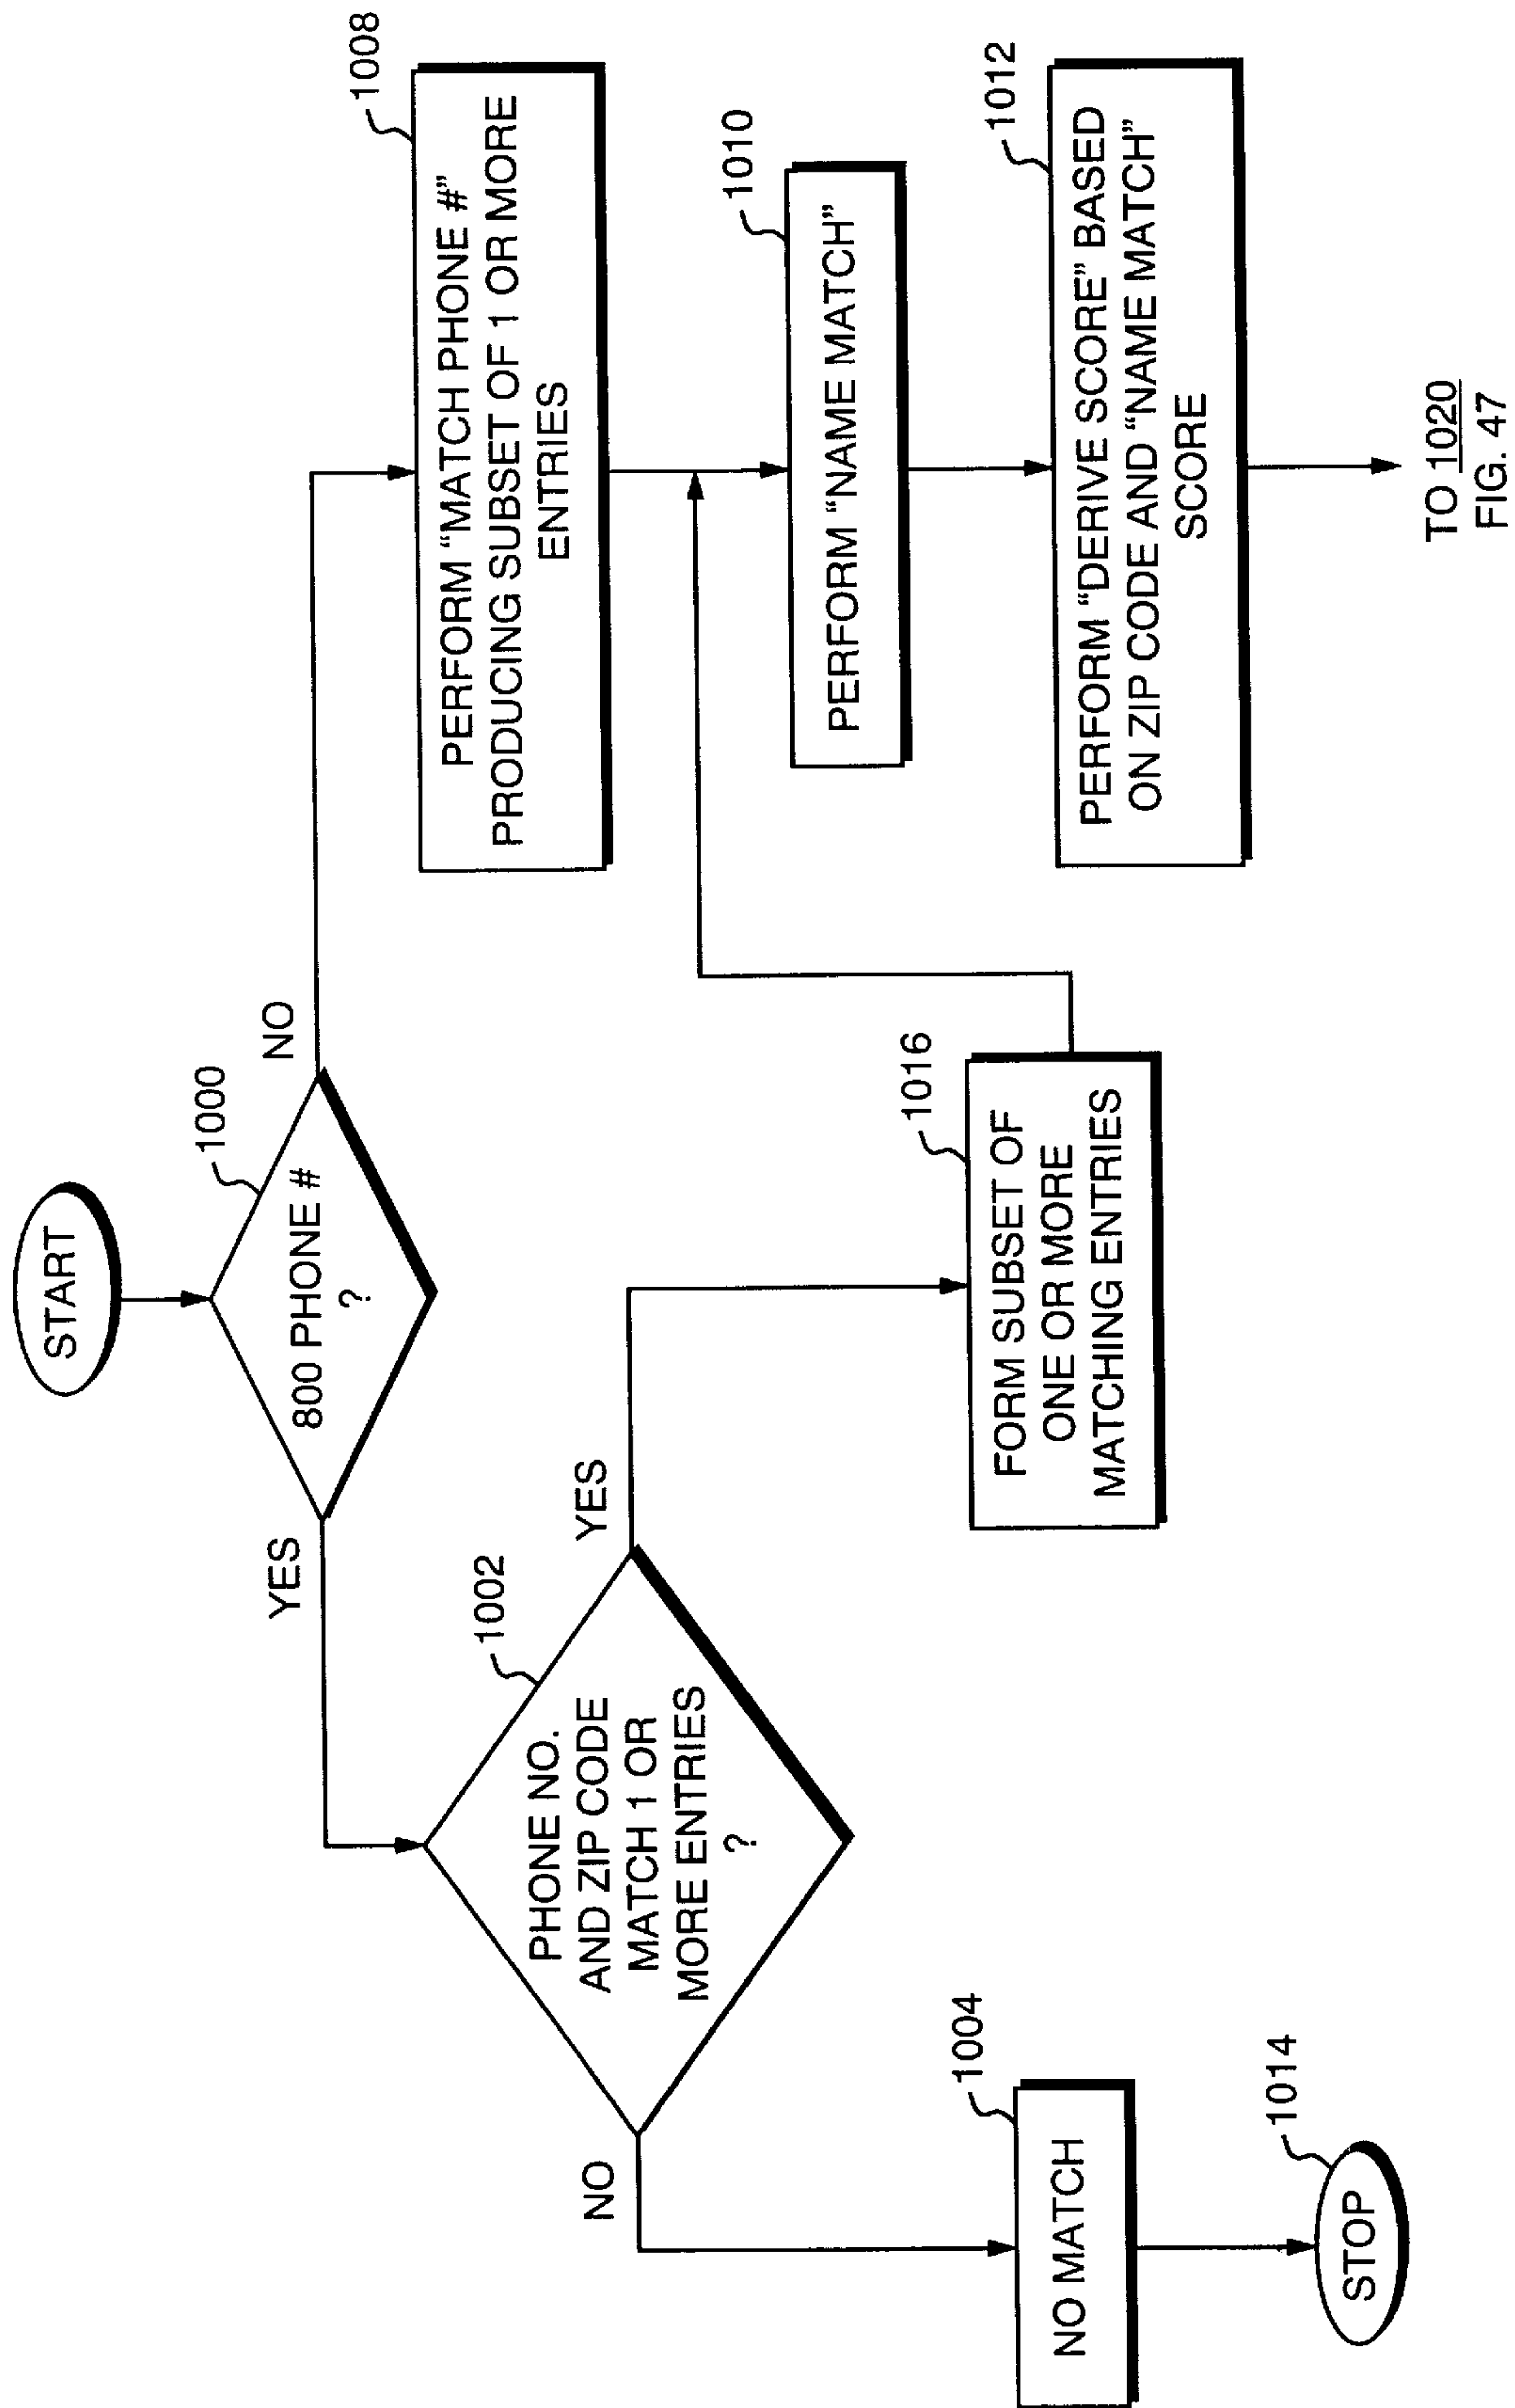 START
1000
800 PHONE #
?
YES
NO
1002
PHONE NO.
AND ZIP CODE
MATCH 1 OR
MORE ENTRIES
?
NO
YES
1004
NO MATCH
1014
STOP
1016
FORM SUBSET OF
ONE OR MORE
MATCHING ENTRIES
1008
PERFORM “MATCH PHONE #”
PRODUCING SUBSET OF 1 OR MORE
ENTRIES
1010
PERFORM “NAME MATCH”
1012
PERFORM “DERIVE SCORE” BASED
ON ZIP CODE AND “NAME MATCH”
SCORE
TO 1020
FIG. 47